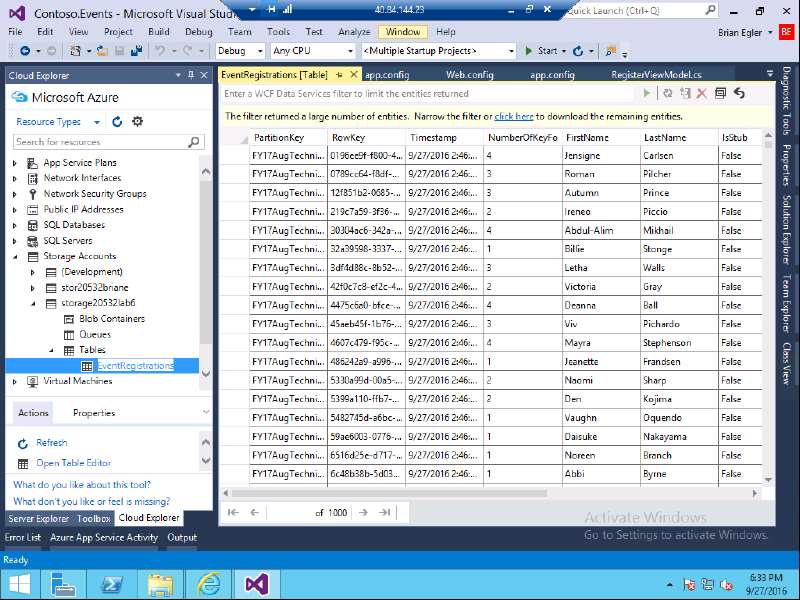 Contoso.Events - Microsoft Visual Stud
40.84.144.23
Quick Launch (Ctrl+Q)
File Edit View Project Build Debug Team Tools Test Analyze Window Help
Brian Egler BE
Debug Any CPU <Multiple Startup Projects> Start
Cloud Explorer
Microsoft Azure
Resource Types
Search for resources
App Service Plans
Network Interfaces
Network Security Groups
Public IP Addresses
SQL Databases
SQL Servers
Storage Accounts
(Development)
stor20532briane
storage20532lab6
Blob Containers
Queues
Tables
EventRegistrations
Virtual Machines
Actions Properties
Refresh
Open Table Editor
What do you like about this tool?
What don't you like or feel is missing?
Server Explorer Toolbox Cloud Explorer
EventRegistrations [Table] app.config Web.config app.config RegisterViewModel.cs
Enter a WCF Data Services filter to limit the entities returned
The filter returned a large number of entities. Narrow the filter or click here to download the remaining entities.
PartitionKey RowKey Timestamp NumberOfKeyFo FirstName LastName IsStub
FY17AugTechni... 0196ee9f-f800-4... 9/27/2016 2:46:... 4 Jensigne Carlsen False
FY17AugTechni... 0789cc64-f8df-... 9/27/2016 2:46:... 3 Roman Pilcher False
FY17AugTechni... 12f851b2-0685-... 9/27/2016 2:46:... 3 Autumn Prince False
FY17AugTechni... 219c7a59-3f36-... 9/27/2016 2:46:... 2 Ireneo Piccio False
FY17AugTechni... 30304ac6-342a-... 9/27/2016 2:46:... 4 Abdul-Alim Mikhail False
FY17AugTechni... 32a39598-3337-... 9/27/2016 2:46:... 1 Billie Stonge False
FY17AugTechni... 3df4d88c-8b52-... 9/27/2016 2:46:... 3 Letha Walls False
FY17AugTechni... 42f0c7c8-ef2c-4... 9/27/2016 2:46:... 2 Victoria Gray False
FY17AugTechni... 4475c6a0-bfce-... 9/27/2016 2:46:... 4 Deanna Ball False
FY17AugTechni... 45aeb45f-1b76-... 9/27/2016 2:46:... 3 Viv Pichardo False
FY17AugTechni... 4607c479-f95c-... 9/27/2016 2:46:... 4 Mayra Stephenson False
FY17AugTechni... 486242a9-a996-... 9/27/2016 2:46:... 1 Jeanette Frandsen False
FY17AugTechni... 5330a99d-00a5-... 9/27/2016 2:46:... 2 Naomi Sharp False
FY17AugTechni... 5399a110-ffb7-... 9/27/2016 2:46:... 2 Den Kojima False
FY17AugTechni... 5482745d-a6bc-... 9/27/2016 2:46:... 1 Vaughn Oquendo False
FY17AugTechni... 59ae6003-0776-... 9/27/2016 2:46:... 1 Daisuke Nakayama False
FY17AugTechni... 6516d25e-d717-... 9/27/2016 2:46:... 1 Noreen Branch False
FY17AugTechni... 6c48b38b-5d03... 9/27/2016 2:46:... 1 Abbi Byrne False
of 1000
Activate Windows
Go to Settings to activate Windows.
Diagnostic Tools
Properties
Solution Explorer
Team Explorer
Class View
Error List Azure App Service Activity Output
Ready
6:33 PM
9/27/2016